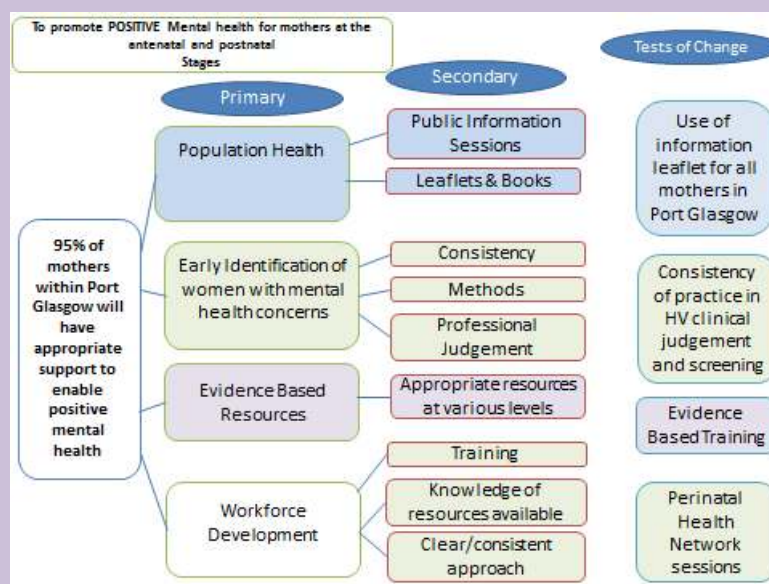 To promote POSITIVE Mental health for mothers at the
antenatal and postnatal
Stages
Primary
Secondary
Tests of Change
95% of
mothers
within Port
Glasgow will
have
appropriate
support to
enable
positive
mental
health
Population Health
Early Identification of
women with mental
health concerns
Evidence Based
Resources
Workforce
Development
Public Information
Sessions
Leaflets & Books
Consistency
Methods
Professional
Judgement
Appropriate resources
at various levels
Training
Knowledge of
resources available
Clear/consistent
approach
Use of
information
leaflet for all
mothers in
Port Glasgow
Consistency
of practice in
HV clinical
judgement
and screening
Evidence
Based Training
Perinatal
Health
Network
sessions